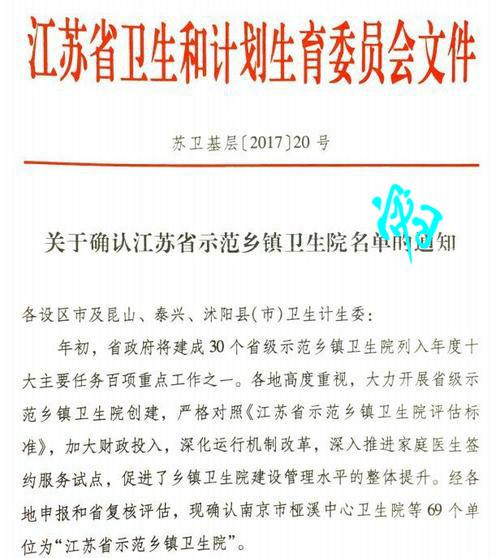 江苏省卫生和计划生育委员会文件
苏卫基层〔2017〕20号
关于确认江苏省示范乡镇卫生院名单的通知
各设区市及昆山、泰兴、沭阳县(市)卫生计生委：
年初，省政府将建成30个省级示范乡镇卫生院列入年度十
大主要任务百项重点工作之一。各地高度重视，大力开展省级示
范乡镇卫生院创建，严格对照《江苏省示范乡镇卫生院评估标
准》，加大财政投入，深化运行机制改革，深入推进家庭医生签
约服务试点，促进了乡镇卫生院建设管理水平的整体提升。经各
地申报和省复核评估，现确认南京市桠溪中心卫生院等69个单
位为“江苏省示范乡镇卫生院”。